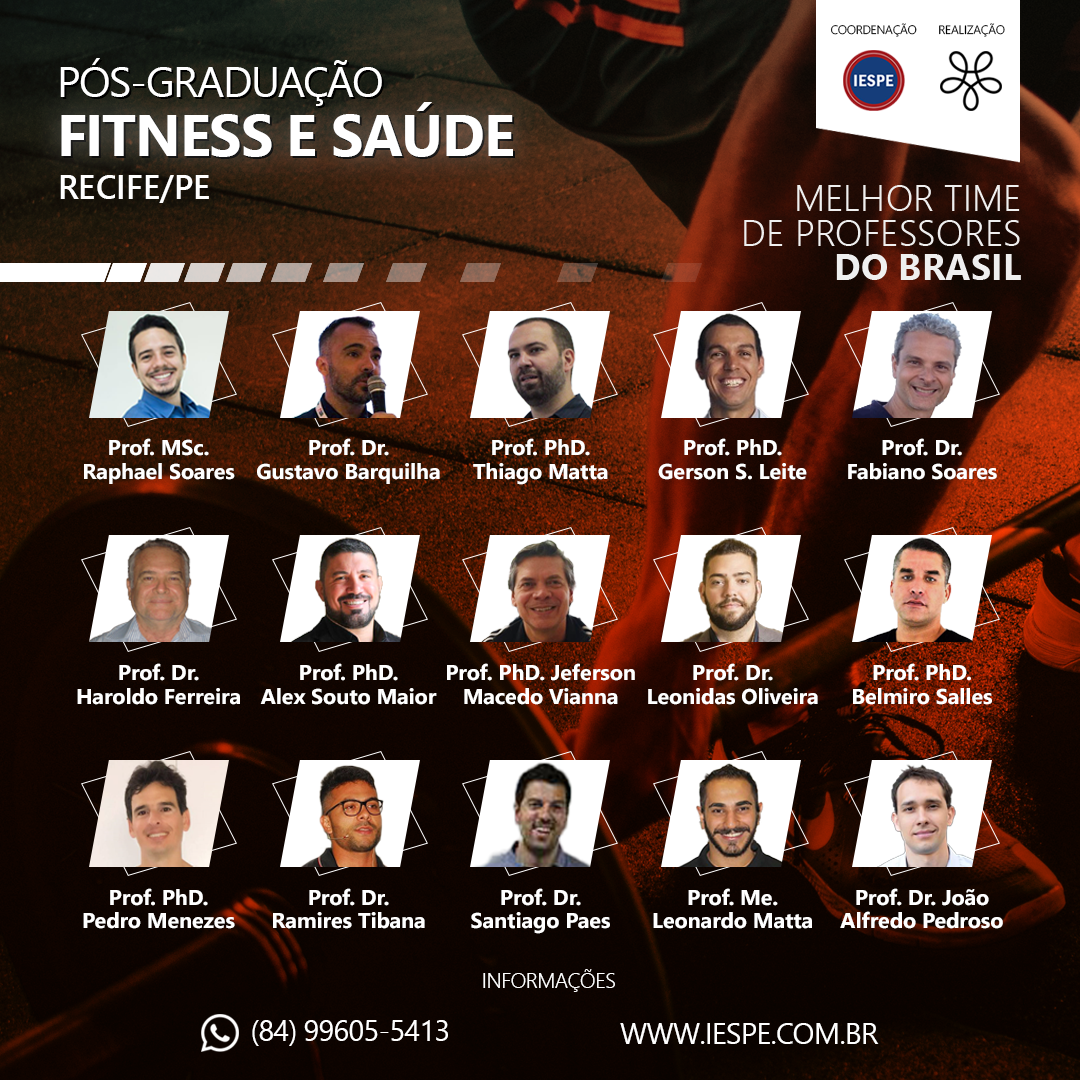 COORDENAÇÃO
REALIZAÇÃO
IESPE
PÓS-GRADUAÇÃO
FITNESS E SAÚDE
RECIFE/PE
MELHOR TIME
DE PROFESSORES
DO BRASIL
Prof. MSc.
Raphael Soares
Prof. Dr.
Gustavo Barquilha
Prof. PhD.
Thiago Matta
Prof. PhD.
Gerson S. Leite
Prof. Dr.
Fabiano Soares
Prof. Dr.
Haroldo Ferreira
Prof. PhD.
Alex Souto Maior
Prof. PhD. Jeferson
Macedo Vianna
Prof. Dr.
Leonidas Oliveira
Prof. PhD.
Belmiro Salles
Prof. PhD.
Pedro Menezes
Prof. Dr.
Ramires Tibana
Prof. Dr.
Santiago Paes
Prof. Me.
Leonardo Matta
Prof. Dr. João
Alfredo Pedroso
INFORMAÇÕES
(84) 99605-5413
WWW.IESPE.COM.BR